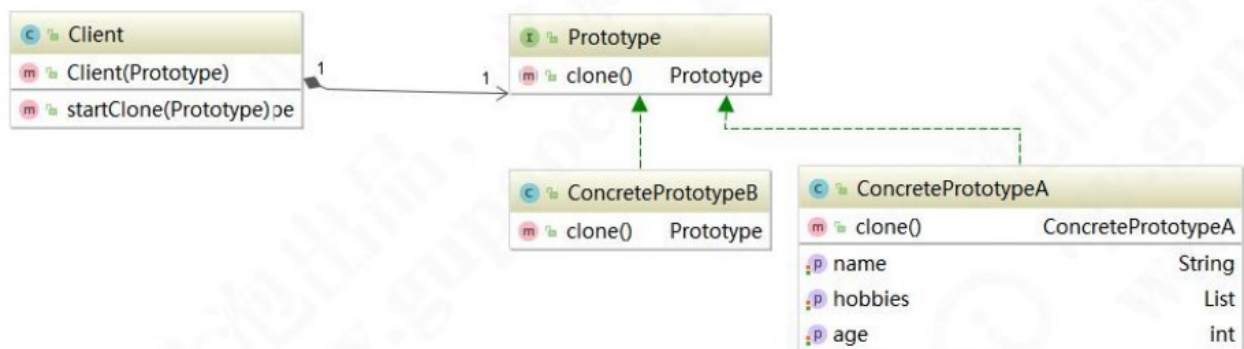 Client
Client(Prototype)
startClone(Prototype)pe
1
1
Prototype
clone() Prototype
ConcretePrototypeB
clone() Prototype
ConcretePrototypeA
clone() ConcretePrototypeA
name String
hobbies List
age int